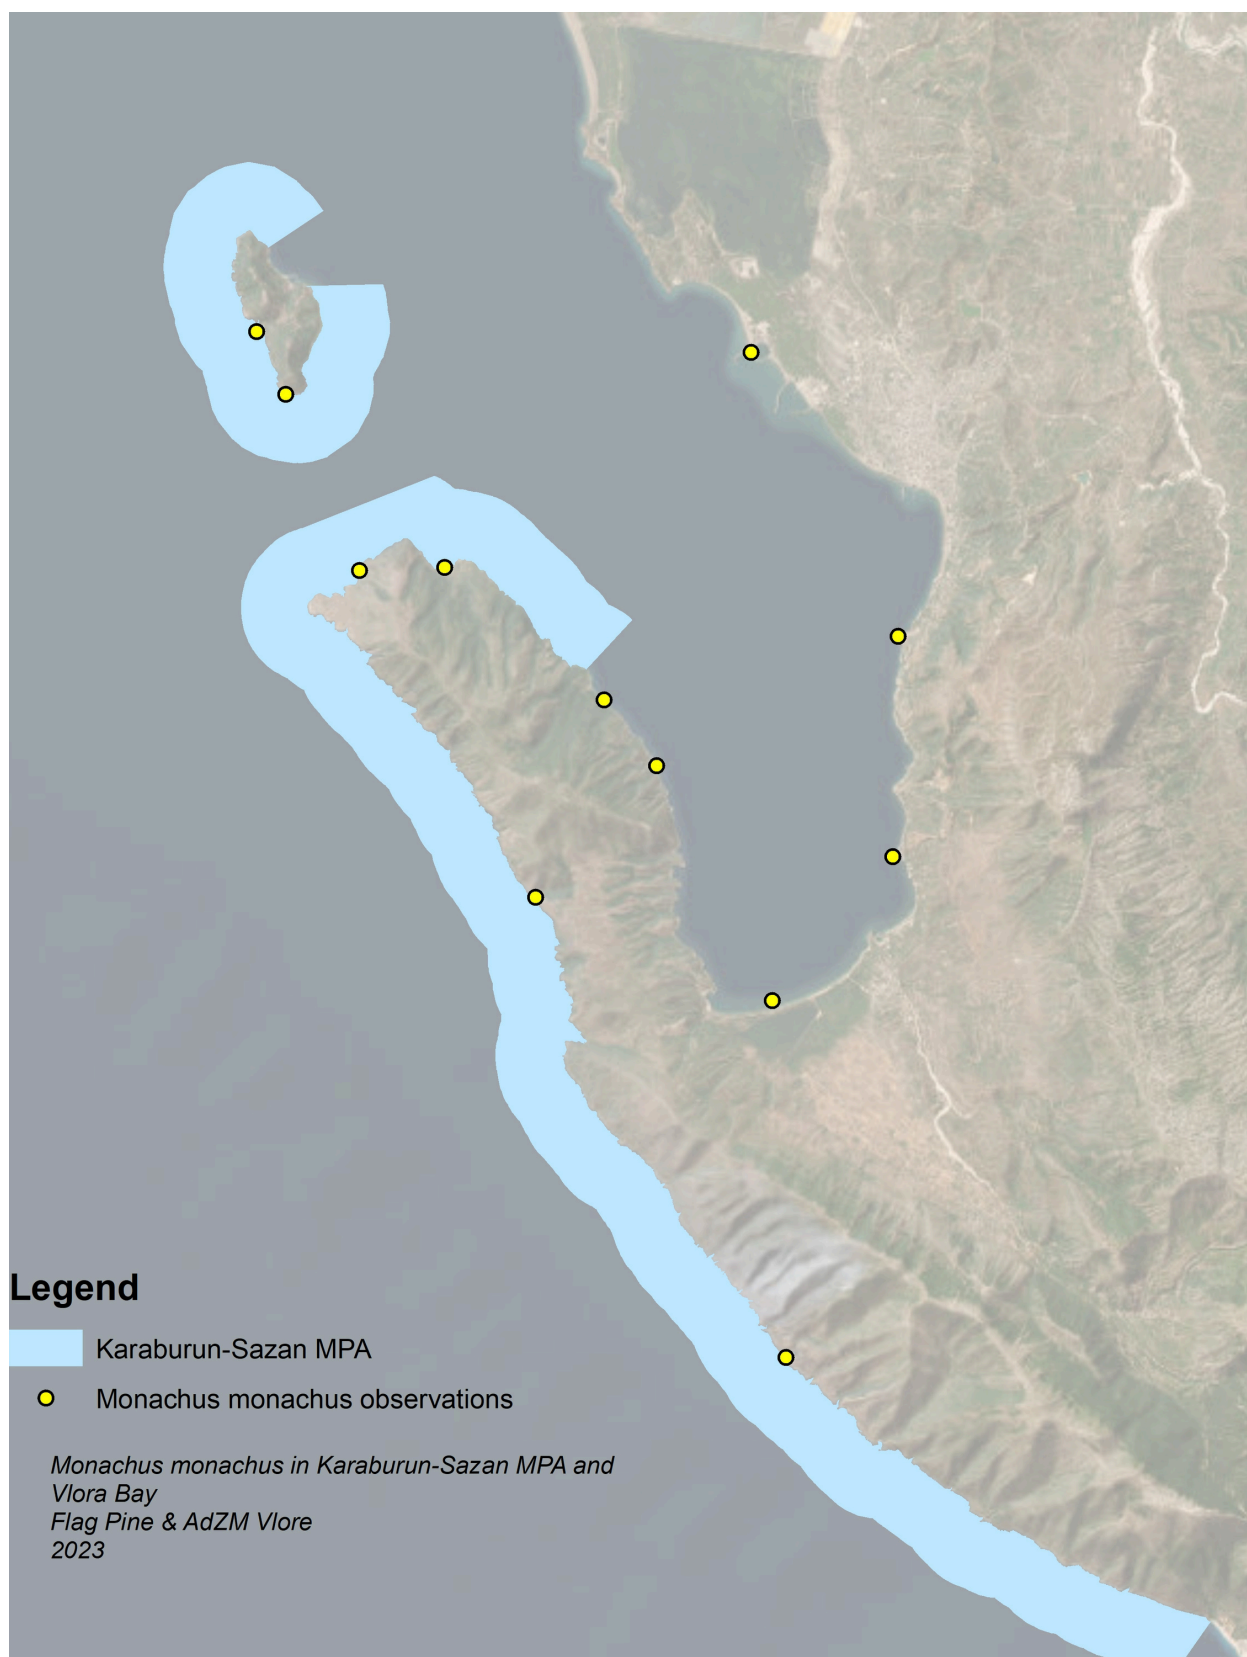 Legend
Karaburun-Sazan MPA
Monachus monachus observations
Monachus monachus in Karaburun-Sazan MPA and
Vlora Bay
Flag Pine & AdZM Vlore
2023